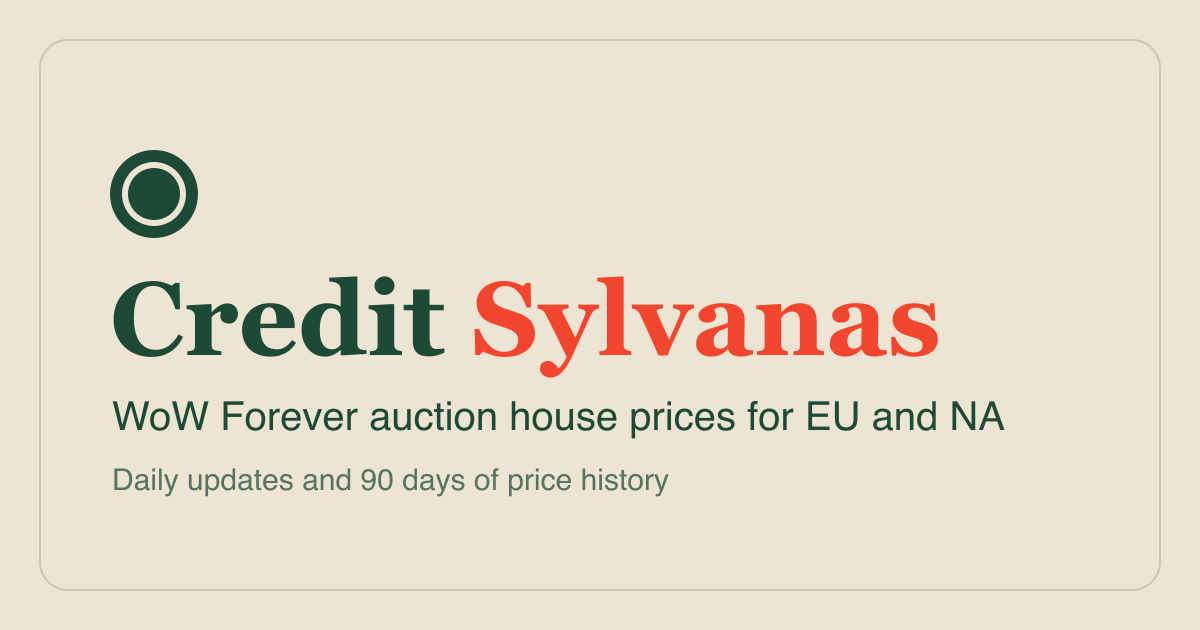 Credit Sylvanas
WoW Forever auction house prices for EU and NA
Daily updates and 90 days of price history